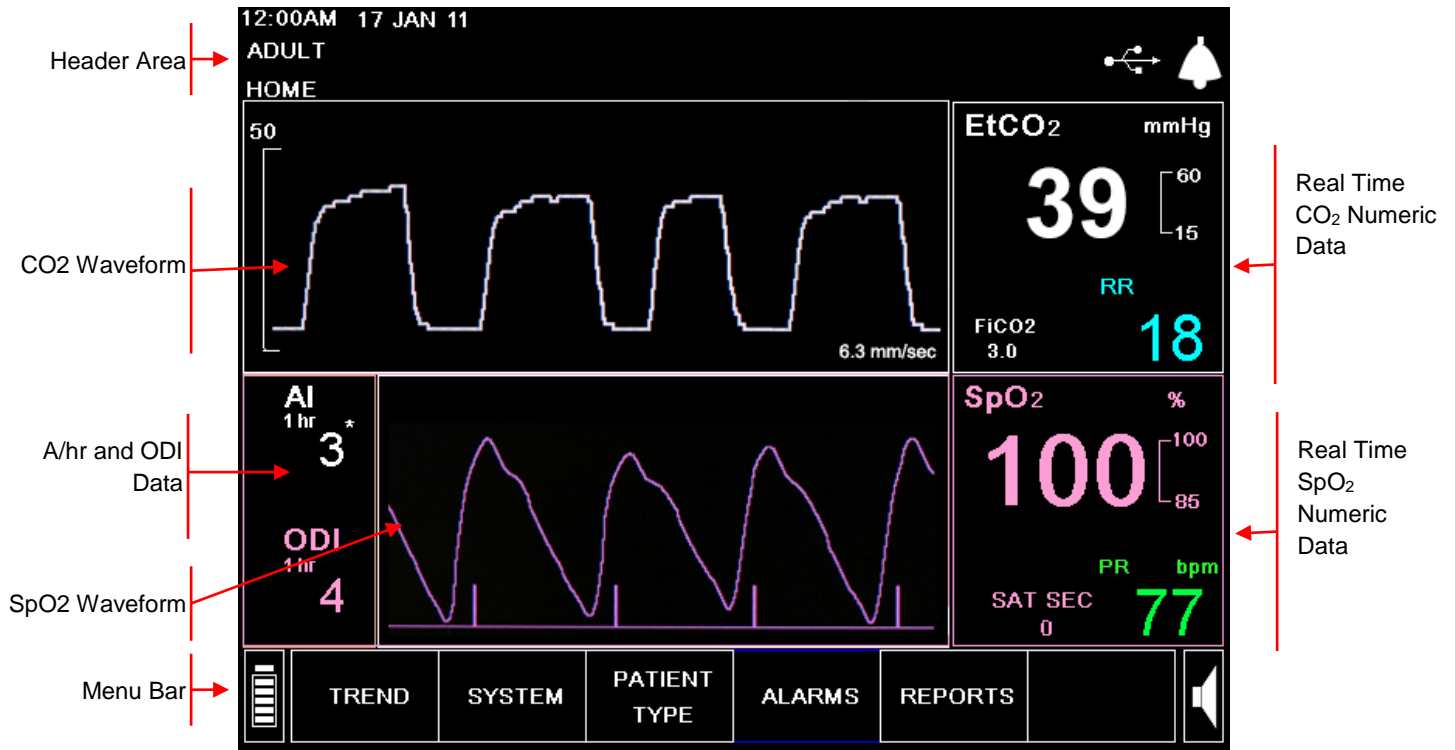 12:00AM 17 JAN 11
ADULT
HOME
Header Area
50
6.3 mm/sec
CO2 Waveform
EtCO2 mmHg
39
60
15
RR
18
FiCO2
3.0
Real Time
CO2 Numeric
Data
AI
1 hr
3*
ODI
1 hr
4
A/hr and ODI
Data
SpO2 Waveform
SpO2 %
100
100
85
PR bpm
77
SAT SEC
0
Real Time
SpO2
Numeric
Data
Menu Bar
TREND
SYSTEM
PATIENT
TYPE
ALARMS
REPORTS